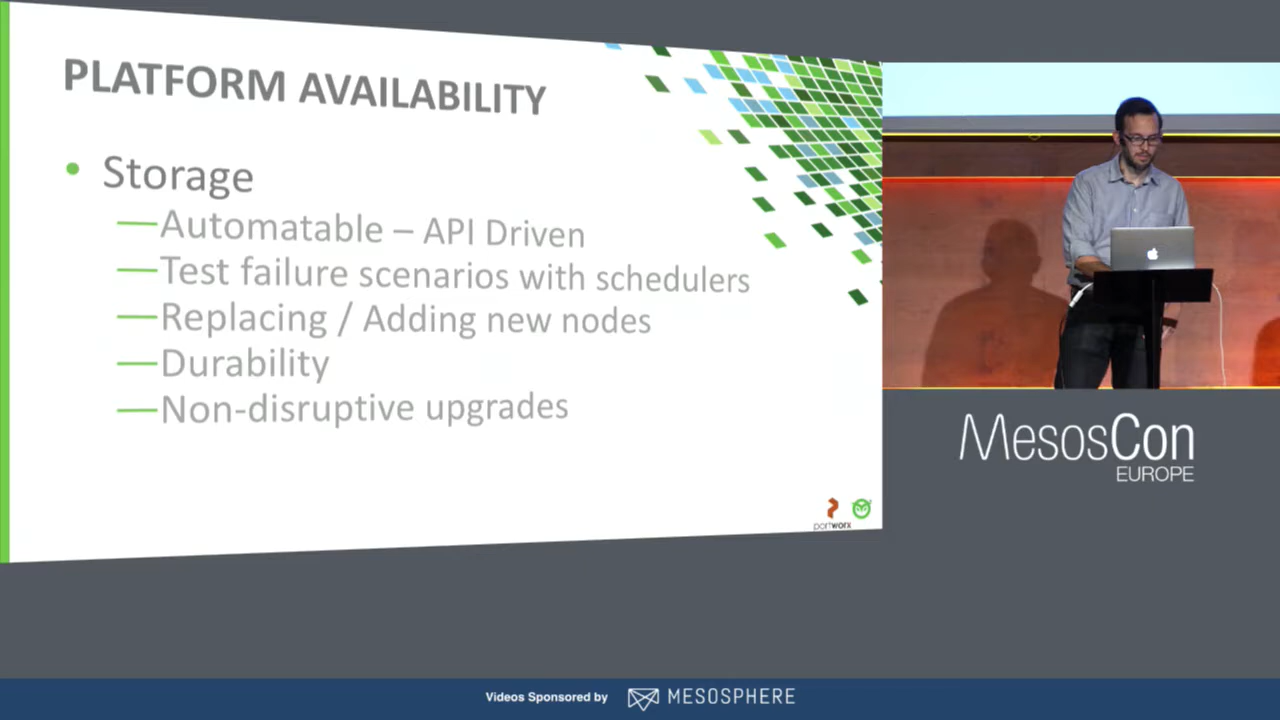 PLATFORM AVAILABILITY
• Storage
—Automatable – API Driven
—Test failure scenarios with schedulers
—Replacing / Adding new nodes
—Durability
—Non-disruptive upgrades
portworx
MesosCon
EUROPE
Videos Sponsored by MESOSPHERE